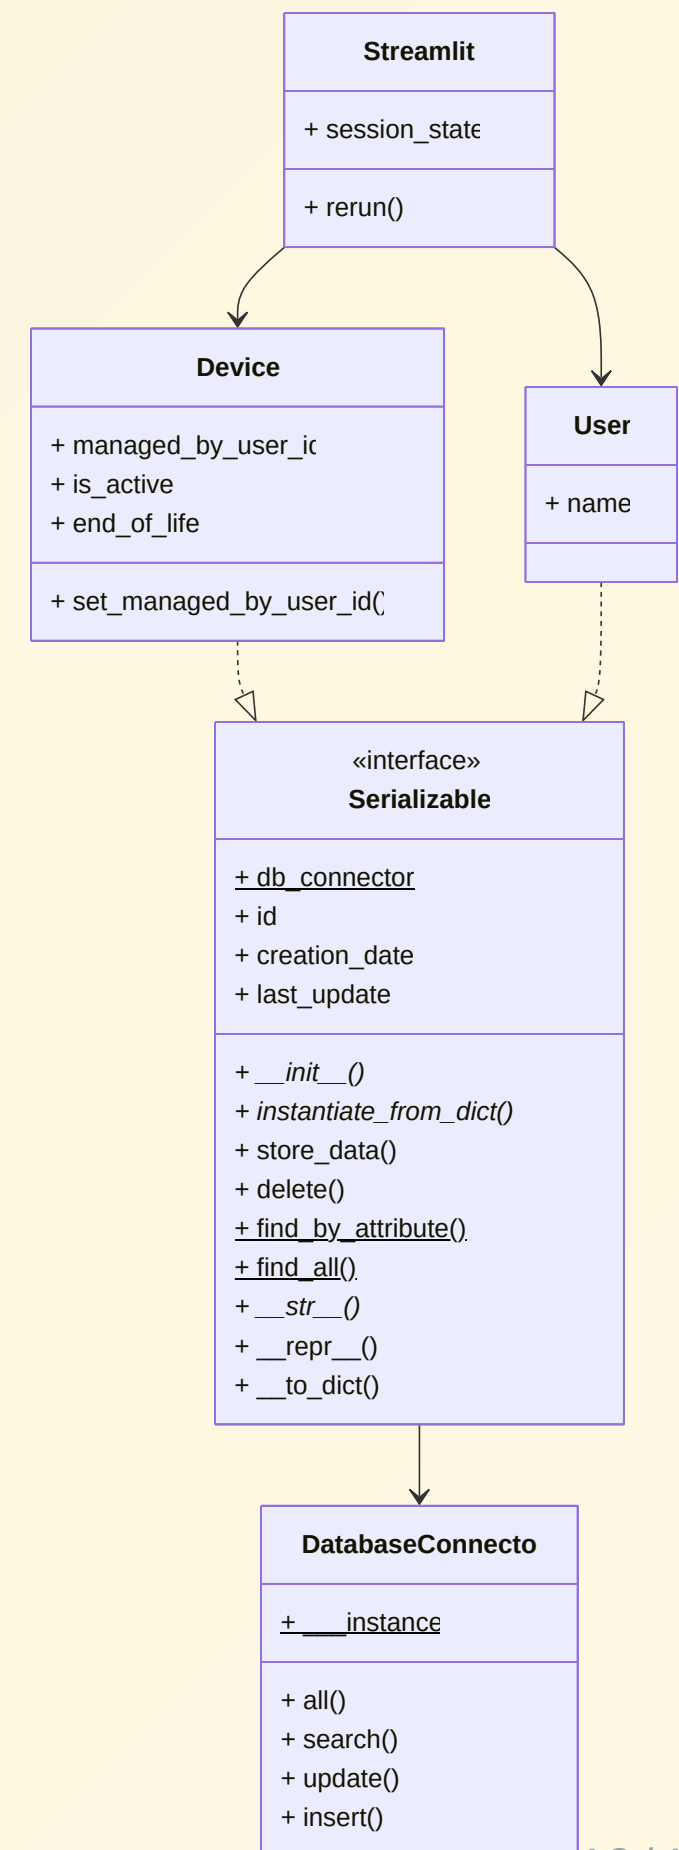 Streamlit
+ session_state
+ rerun()
Device
+ managed_by_user_id
+ is_active
+ end_of_life
+ set_managed_by_user_id()
User
+ name
«interface»
Serializable
+ db_connector
+ id
+ creation_date
+ last_update
+ __init__()
+ instantiate_from_dict()
+ store_data()
+ delete()
+ find_by_attribute()
+ find_all()
+ __str__()
+ __repr__()
+ __to_dict()
DatabaseConnecto
+ ___instance
+ all()
+ search()
+ update()
+ insert()